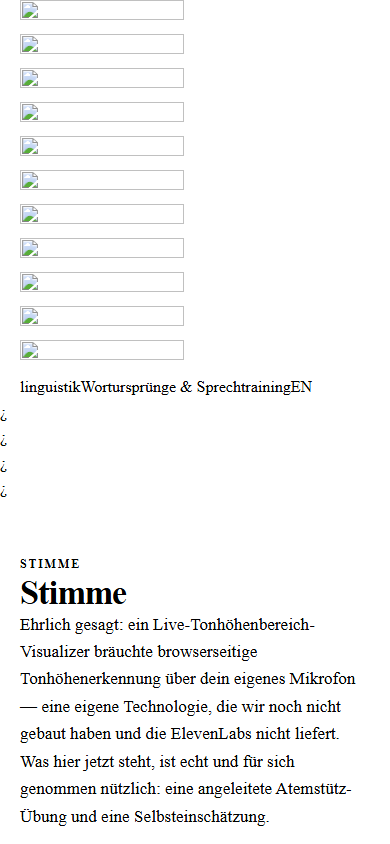 linguistikWortursprünge & SprechtrainingEN
¿
¿
¿
¿
STIMME
Stimme
Ehrlich gesagt: ein Live-Tonhöhenbereich-
Visualizer bräuchte browserseitige
Tonhöhenerkennung über dein eigenes Mikrofon
— eine eigene Technologie, die wir noch nicht
gebaut haben und die ElevenLabs nicht liefert.
Was hier jetzt steht, ist echt und für sich
genommen nützlich: eine angeleitete Atemstütz-
Übung und eine Selbsteinschätzung.